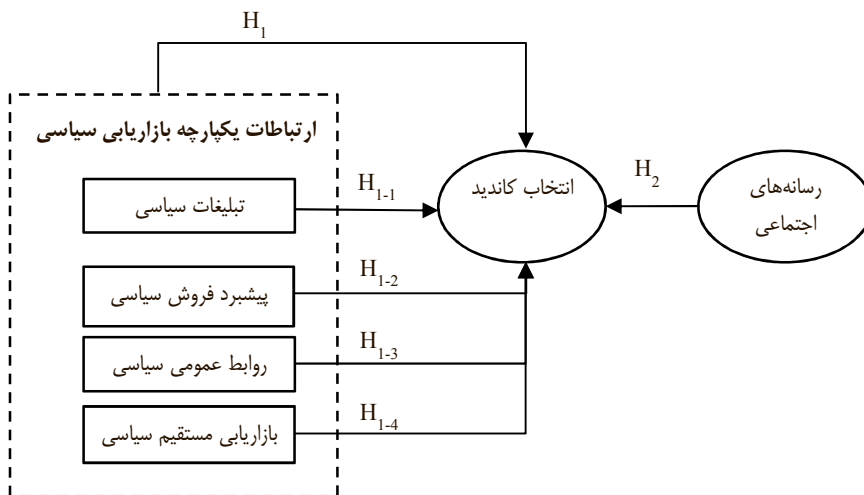 H1
ارتباطات یکپارچه بازاریابی سیاسی
تبلیغات سیاسی
H1-1
انتخاب کاندید
H2
رسانه‌های
اجتماعی
پیشبرد فروش سیاسی
H1-2
روابط عمومی سیاسی
H1-3
بازاریابی مستقیم سیاسی
H1-4